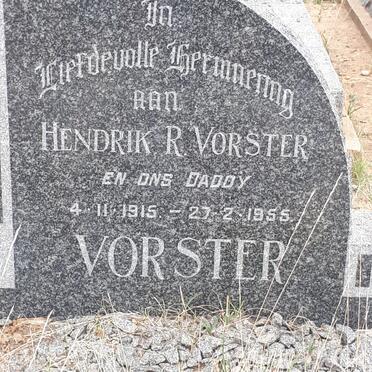 In
Liefdevolle Herinnering
aan
HENDRIK R. VORSTER
EN ONS DADDY
4·11·1915 - 27·2·1955
VORSTER